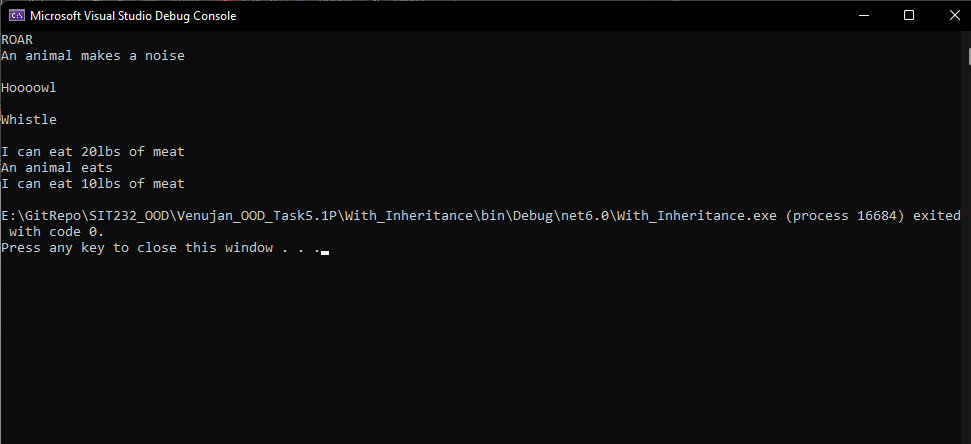 Microsoft Visual Studio Debug Console
ROAR
An animal makes a noise
Hoooowl
Whistle
I can eat 20lbs of meat
An animal eats
I can eat 10lbs of meat
E:\GitRepo\SIT232_OOD\Venujan_OOD_Task5.1P\With_Inheritance\bin\Debug\net6.0\With_Inheritance.exe (process 16684) exited
with code 0.
Press any key to close this window . . .